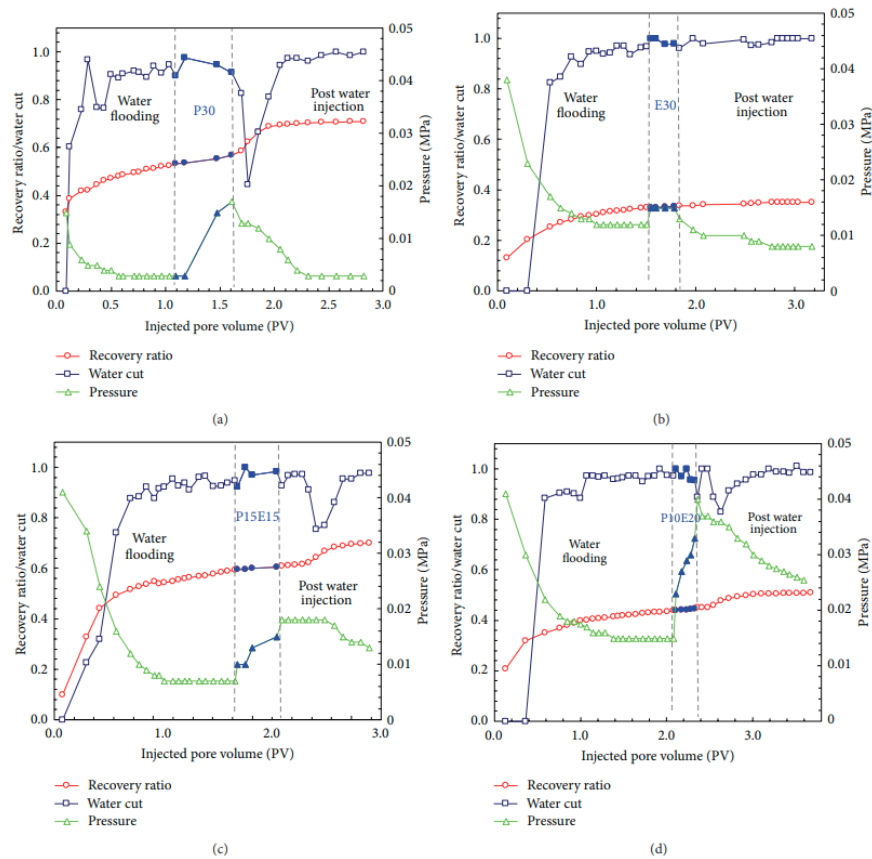 Recovery ratio/water cut
1.0
0.8
0.6
0.4
0.2
0.0
0.05
0.04
0.03
0.02
0.01
0
Pressure (MPa)
Water
flooding
P30
Post water
injection
0.0 0.5 1.0 1.5 2.0 2.5 3.0
Injected pore volume (PV)
Recovery ratio
Water cut
Pressure
(a)
Recovery ratio/water cut
1.0
0.8
0.6
0.4
0.2
0.0
0.05
0.04
0.03
0.02
0.01
0
Pressure (MPa)
Water
flooding
E30
Post water
injection
0.0 1.0 2.0 3.0
Injected pore volume (PV)
Recovery ratio
Water cut
Pressure
(b)
Recovery ratio/water cut
1.0
0.8
0.6
0.4
0.2
0.0
0.05
0.04
0.03
0.02
0.01
0
Pressure (MPa)
Water
flooding
P15E15
Post water
injection
0.0 1.0 2.0 3.0
Injected pore volume (PV)
Recovery ratio
Water cut
Pressure
(c)
Recovery ratio/water cut
1.0
0.8
0.6
0.4
0.2
0.0
0.05
0.04
0.03
0.02
0.01
0
Pressure (MPa)
Water
flooding
P10E20
Post water
injection
0.0 1.0 2.0 3.0
Injected pore volume (PV)
Recovery ratio
Water cut
Pressure
(d)